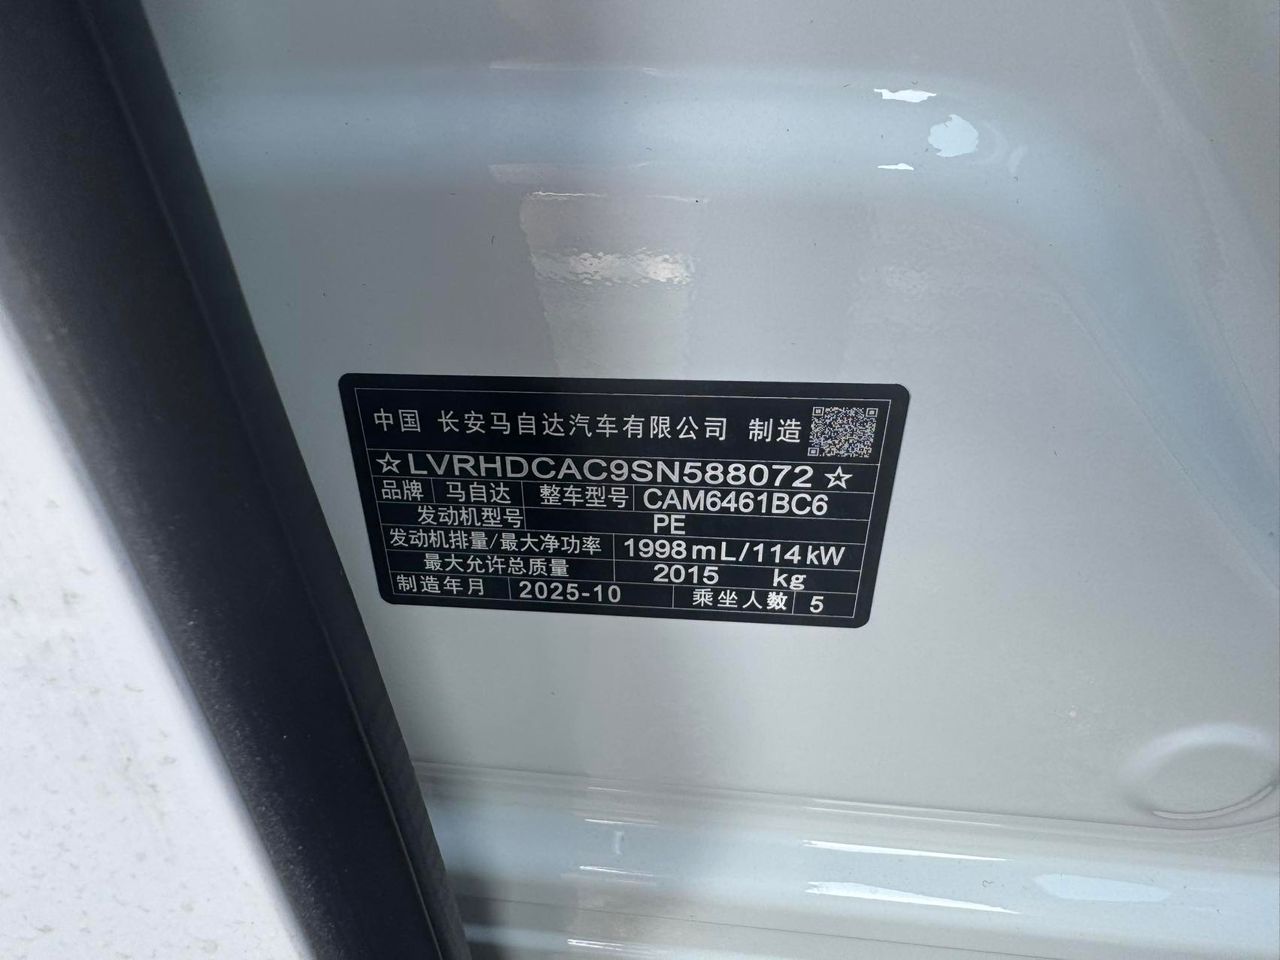 中国 长安马自达汽车有限公司 制造
☆LVRHDCAC9SN588072☆
品牌 马自达 整车型号 CAM6461BC6
发动机型号 PE
发动机排量/最大净功率 1998mL/114kW
最大允许总质量 2015 kg
制造年月 2025-10 乘坐人数 5